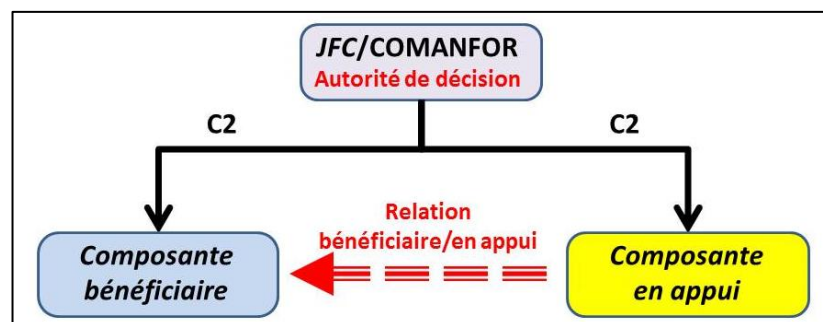 JFC/COMANFOR
Autorité de décision
C2
C2
Relation
bénéficiaire/en appui
Composante
bénéficiaire
Composante
en appui